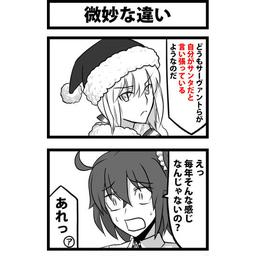 微妙な違い
どうもサーヴァントらが
自分がサンタだと
言い張っている
ようなのだ
えっ
毎年そんな感じ
なんじゃないの？
あれっ
ア